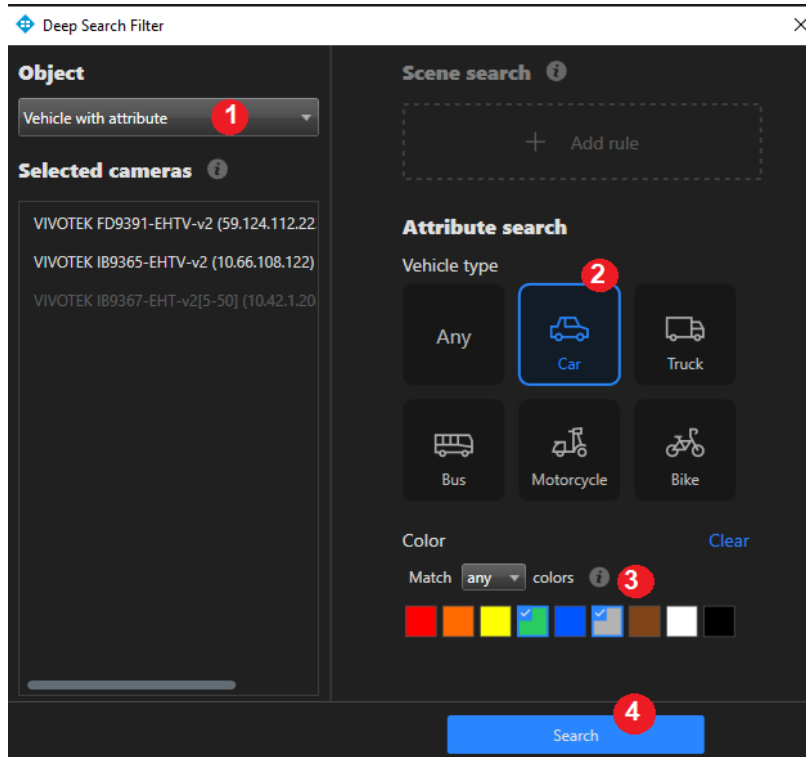 Deep Search Filter
Object
Vehicle with attribute
1
Selected cameras
VIVOTEK FD9391-EHTV-v2 (59.124.112.22
VIVOTEK IB9365-EHTV-v2 (10.66.108.122)
VIVOTEK IB9367-EHT-v2[5-50] (10.42.1.20
Scene search
Add rule
Attribute search
Vehicle type
2
Any
Car
Truck
Bus
Motorcycle
Bike
Color
Clear
Match any colors
3
4
Search